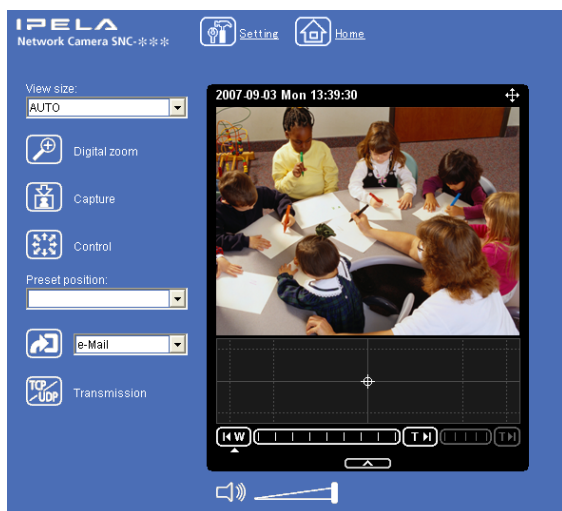 IPELA
Network Camera SNC-***
Setting
Home
View size:
AUTO
2007-09-03 Mon 13:39:30
Digital zoom
Capture
Control
Preset position:
e-Mail
TCP/UDP
Transmission
W
T
T